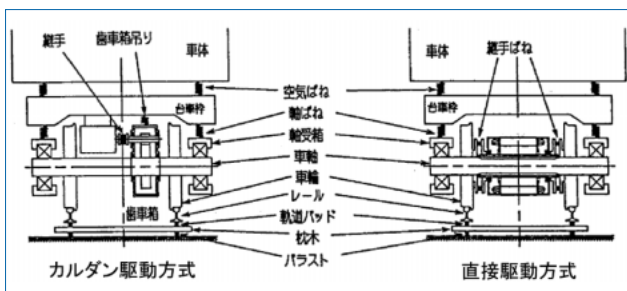 継手
歯車箱吊り
車体
空気ばね
台車枠
軸ばね
軸受箱
車軸
車輪
歯車箱
レール
軌道パッド
枕木
バラスト
カルダン駆動方式
車体
継手ばね
台車枠
直接駆動方式